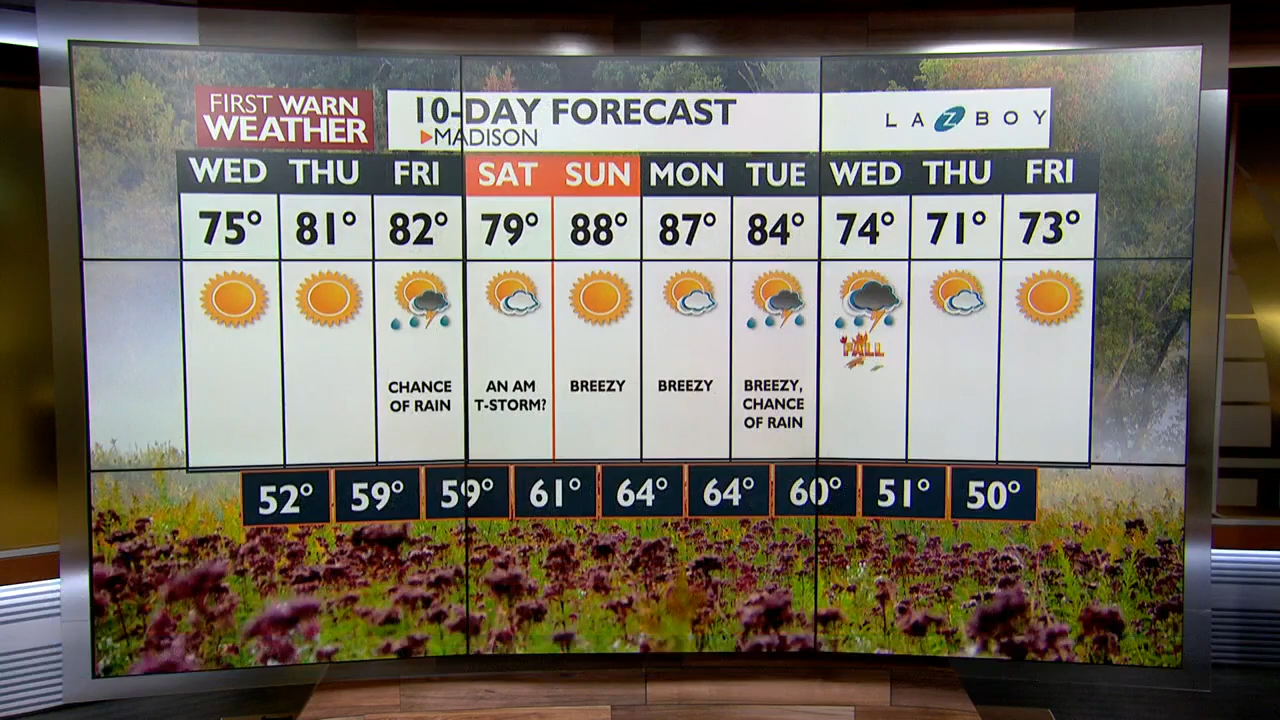 FIRST WARN
WEATHER
10-DAY FORECAST
MADISON
LA Z BOY
WED THU FRI SAT SUN MON TUE WED THU FRI
75° 81° 82° 79° 88° 87° 84° 74° 71° 73°
FALL
CHANCE OF RAIN
AN AM T-STORM?
BREEZY
BREEZY
BREEZY, CHANCE OF RAIN
52° 59° 59° 61° 64° 64° 60° 51° 50°